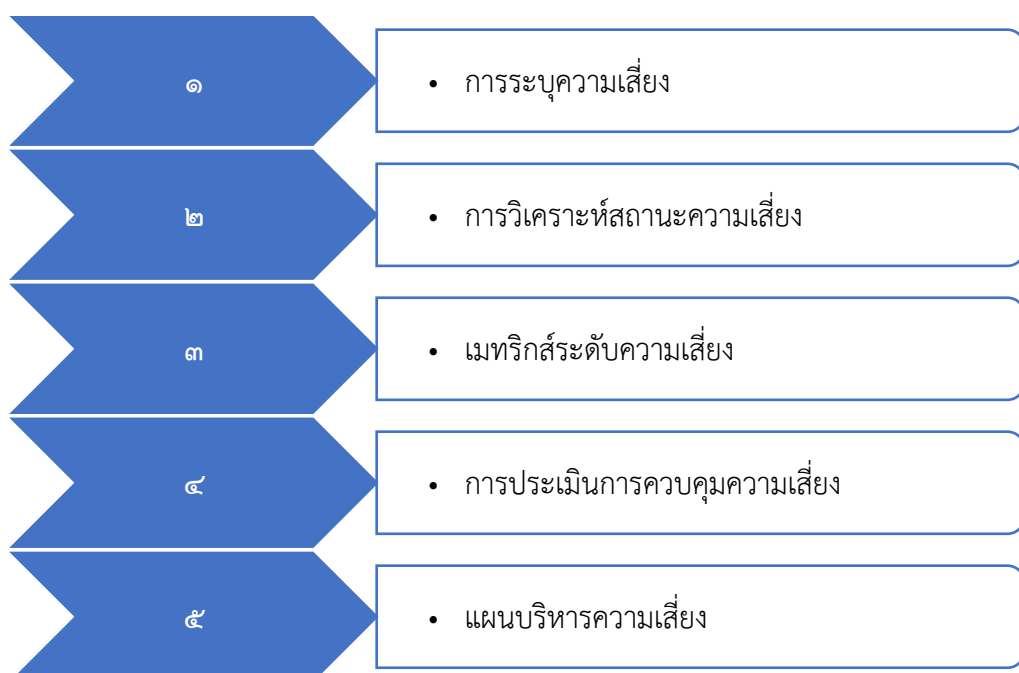 ๑
• การระบุความเสี่ยง
๒
• การวิเคราะห์สถานะความเสี่ยง
๓
• เมทริกส์ระดับความเสี่ยง
๔
• การประเมินการควบคุมความเสี่ยง
๕
• แผนบริหารความเสี่ยง